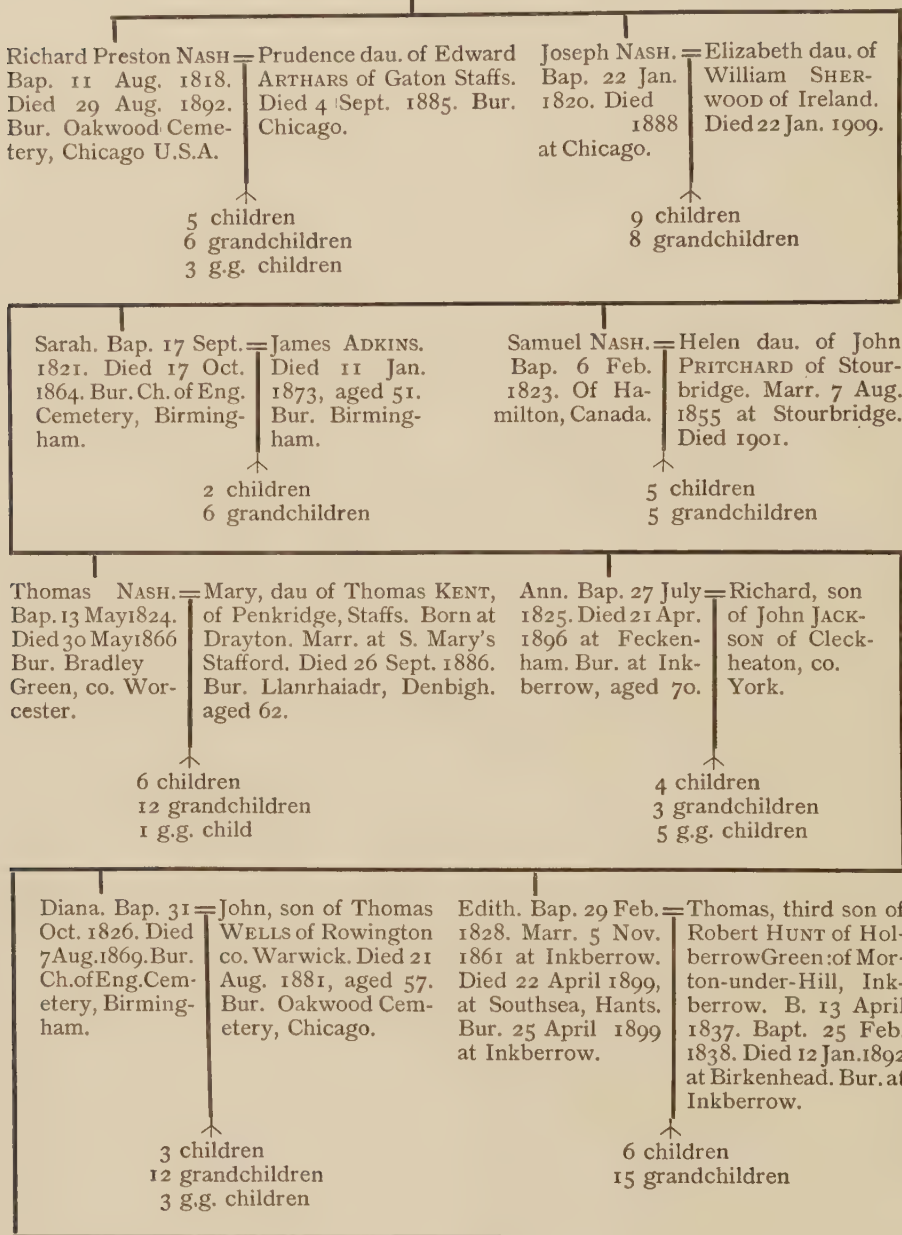 Richard Preston NASH = Prudence dau. of Edward
Bap. 11 Aug. 1818. ARTHARS of Gaton Staffs.
Died 29 Aug. 1892. Died 4 Sept. 1885. Bur.
Bur. Oakwood Ceme- Chicago.
tery, Chicago U.S.A.
5 children
6 grandchildren
3 g.g. children
Joseph NASH. = Elizabeth dau. of
Bap. 22 Jan. William SHER-
1820. Died WOOD of Ireland.
1888 Died 22 Jan. 1909.
at Chicago.
9 children
8 grandchildren
Sarah. Bap. 17 Sept. = James ADKINS.
1821. Died 17 Oct. Died 11 Jan.
1864. Bur. Ch. of Eng. 1873, aged 51.
Cemetery, Birming- Bur. Birming-
ham. ham.
2 children
6 grandchildren
Samuel NASH. = Helen dau. of John
Bap. 6 Feb. PRITCHARD of Stour-
1823. Of Ha- bridge. Marr. 7 Aug.
milton, Canada. 1855 at Stourbridge.
Died 1901.
5 children
5 grandchildren
Thomas NASH. = Mary, dau of Thomas KENT,
Bap. 13 May 1824. of Penkridge, Staffs. Born at
Died 30 May 1866 Drayton. Marr. at S. Mary's
Bur. Bradley Stafford. Died 26 Sept. 1886.
Green, co. Wor- Bur. Llanrhaiadr, Denbigh.
cester. aged 62.
6 children
12 grandchildren
1 g.g. child
Ann. Bap. 27 July = Richard, son
1825. Died 21 Apr. of John JACK-
1896 at Fecken- SON of Cleck-
ham. Bur. at Ink- heaton, co.
berrow, aged 70. York.
4 children
3 grandchildren
5 g.g. children
Diana. Bap. 31 = John, son of Thomas
Oct. 1826. Died WELLS of Rowington
7 Aug. 1869. Bur. co. Warwick. Died 21
Ch. of Eng. Cem- Aug. 1881, aged 57.
etery, Birming- Bur. Oakwood Cem-
ham. etery, Chicago.
3 children
12 grandchildren
3 g.g. children
Edith. Bap. 29 Feb. = Thomas, third son of
1828. Marr. 5 Nov. Robert HUNT of Hol-
1861 at Inkberrow. berrow Green: of Mor-
Died 22 April 1899, ton-under-Hill, Ink-
at Southsea, Hants. berrow. B. 13 April
Bur. 25 April 1899 1837. Bapt. 25 Feb.
at Inkberrow. 1838. Died 12 Jan. 1892
at Birkenhead. Bur. at
Inkberrow.
6 children
15 grandchildren